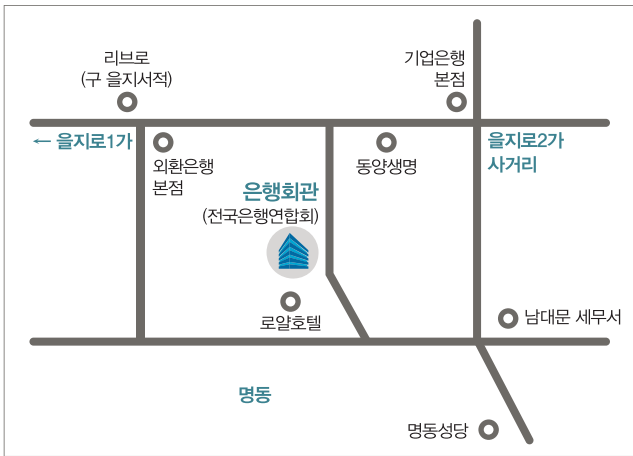 리브로
(구 을지서적)
기업은행
본점
← 을지로1가
외환은행
본점
동양생명
을지로2가
사거리
은행회관
(전국은행연합회)
로얄호텔
남대문 세무서
명동
명동성당